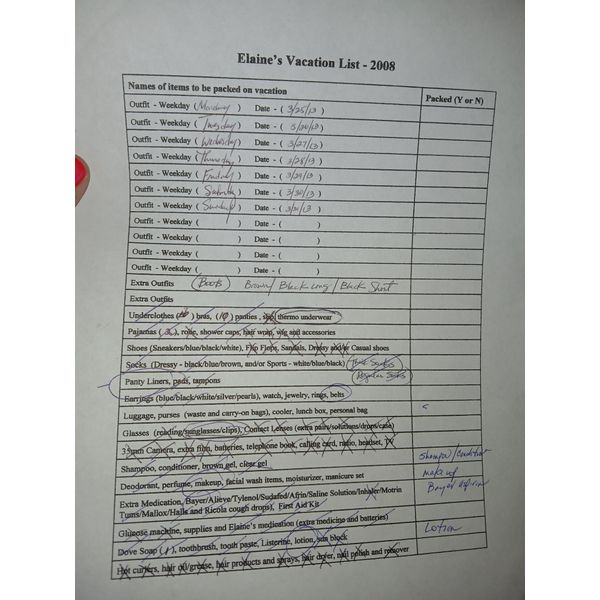 Elaine's Vacation List - 2008
Names of items to be packed on vacation Packed (Y or N)
Outfit - Weekday (Monday) Date - ( 3/25/13 )
Outfit - Weekday (Tuesday) Date - ( 3/26/13 )
Outfit - Weekday (Wednesday) Date - ( 3/27/13 )
Outfit - Weekday (Thursday) Date - ( 3/28/13 )
Outfit - Weekday (Friday) Date - ( 3/29/13 )
Outfit - Weekday (Saturday) Date - ( 3/30/13 )
Outfit - Weekday (Sunday) Date - ( 3/31/13 )
Outfit - Weekday ( ) Date - ( )
Outfit - Weekday ( ) Date - ( )
Outfit - Weekday ( ) Date - ( )
Outfit - Weekday ( ) Date - ( )
Extra Outfits (Boots) Brown/Black Long/Black Short
Extra Outfits
Underclothes ( ) bras, (10) panties, slip, thermo underwear
Pajamas (2), robe, shower caps, hair wrap, wig and accessories
Shoes (Sneakers/blue/black/white), Flip Flops, Sandals, Dressy and/or Casual shoes
Socks (Dressy - black/blue/brown, and/or Sports - white/blue/black) Socks
Regular Socks
Panty Liners, pads, tampons
Earrings (blue/black/white/silver/pearls), watch, jewelry, rings, belts
Luggage, purses (waste and carry-on bags), cooler, lunch box, personal bag
Glasses (reading/sunglasses/clips), Contact Lenses (extra pairs/solutions/drops/case)
35mm Camera, extra film, batteries, telephone book, calling card, radio, headset, TV
Shampoo, conditioner, brown gel, clear gel Shampoo/Conditioner
Deodorant, perfume, makeup, facial wash items, moisturizer, manicure set makeup
Extra Medication, Bayer/Alieve/Tylenol/Sudafed/Afrin/Saline Solution/Inhaler/Motrin Bayer Aspirin
Tums/Mallox/Halls and Ricola cough drops), First Aid Kit
Glucose machine, supplies and Elaine's medication (extra medicine and batteries)
Dove Soap ( ), toothbrush, tooth paste, Listerine, lotion, sun block Lotion
Hot curlers, hair oil/grease, hair products and sprays, hair dryer, nail polish and remover